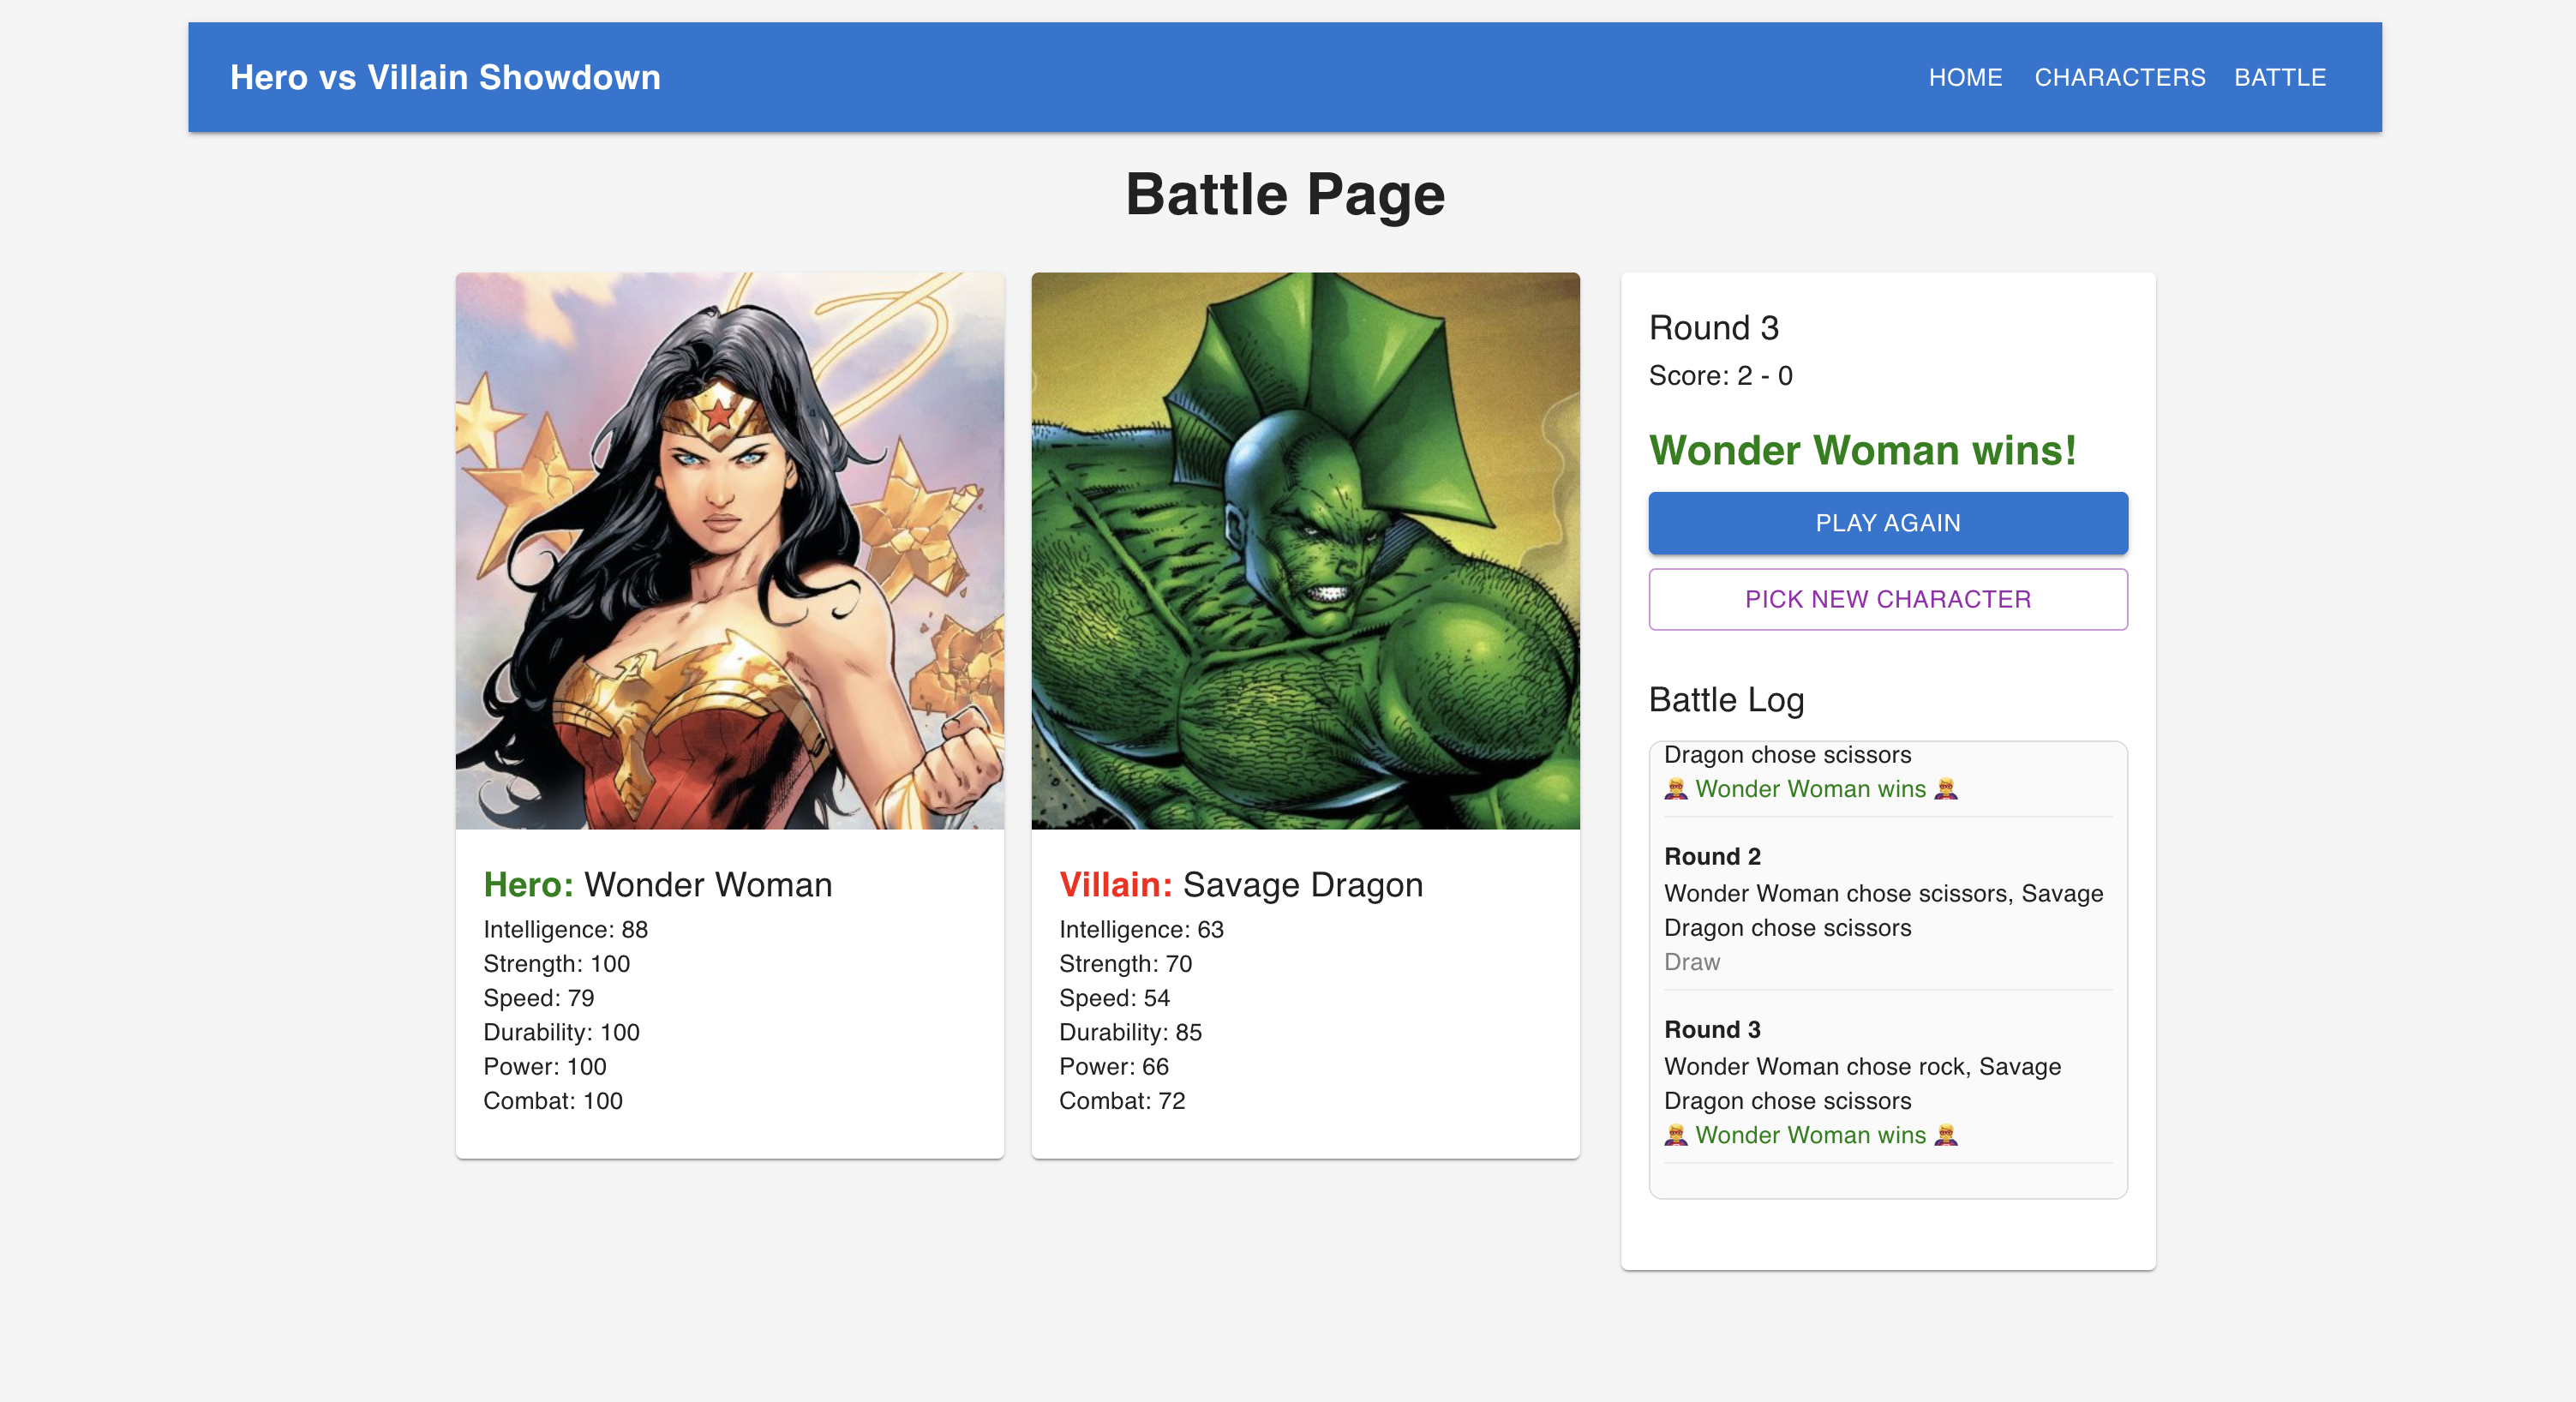 Hero vs Villain Showdown
HOME CHARACTERS BATTLE
Battle Page
Hero: Wonder Woman
Intelligence: 88
Strength: 100
Speed: 79
Durability: 100
Power: 100
Combat: 100
Villain: Savage Dragon
Intelligence: 63
Strength: 70
Speed: 54
Durability: 85
Power: 66
Combat: 72
Round 3
Score: 2 - 0
Wonder Woman wins!
PLAY AGAIN
PICK NEW CHARACTER
Battle Log
Dragon chose scissors
🦸 Wonder Woman wins 🦸
Round 2
Wonder Woman chose scissors, Savage
Dragon chose scissors
Draw
Round 3
Wonder Woman chose rock, Savage
Dragon chose scissors
🦸 Wonder Woman wins 🦸